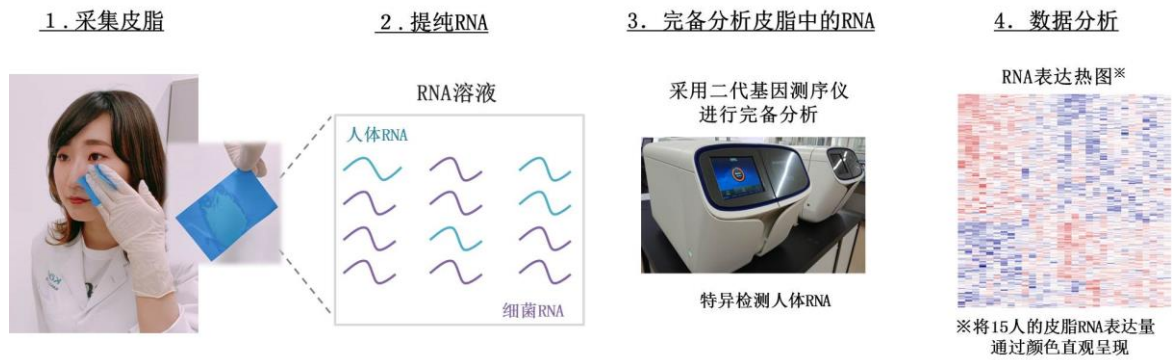 1.采集皮脂
2.提纯RNA
3. 完备分析皮脂中的RNA
4. 数据分析
RNA溶液
人体RNA
细菌RNA
采用二代基因测序仪
进行完备分析
特异检测人体RNA
RNA表达热图※
※将15人的皮脂RNA表达量
通过颜色直观呈现